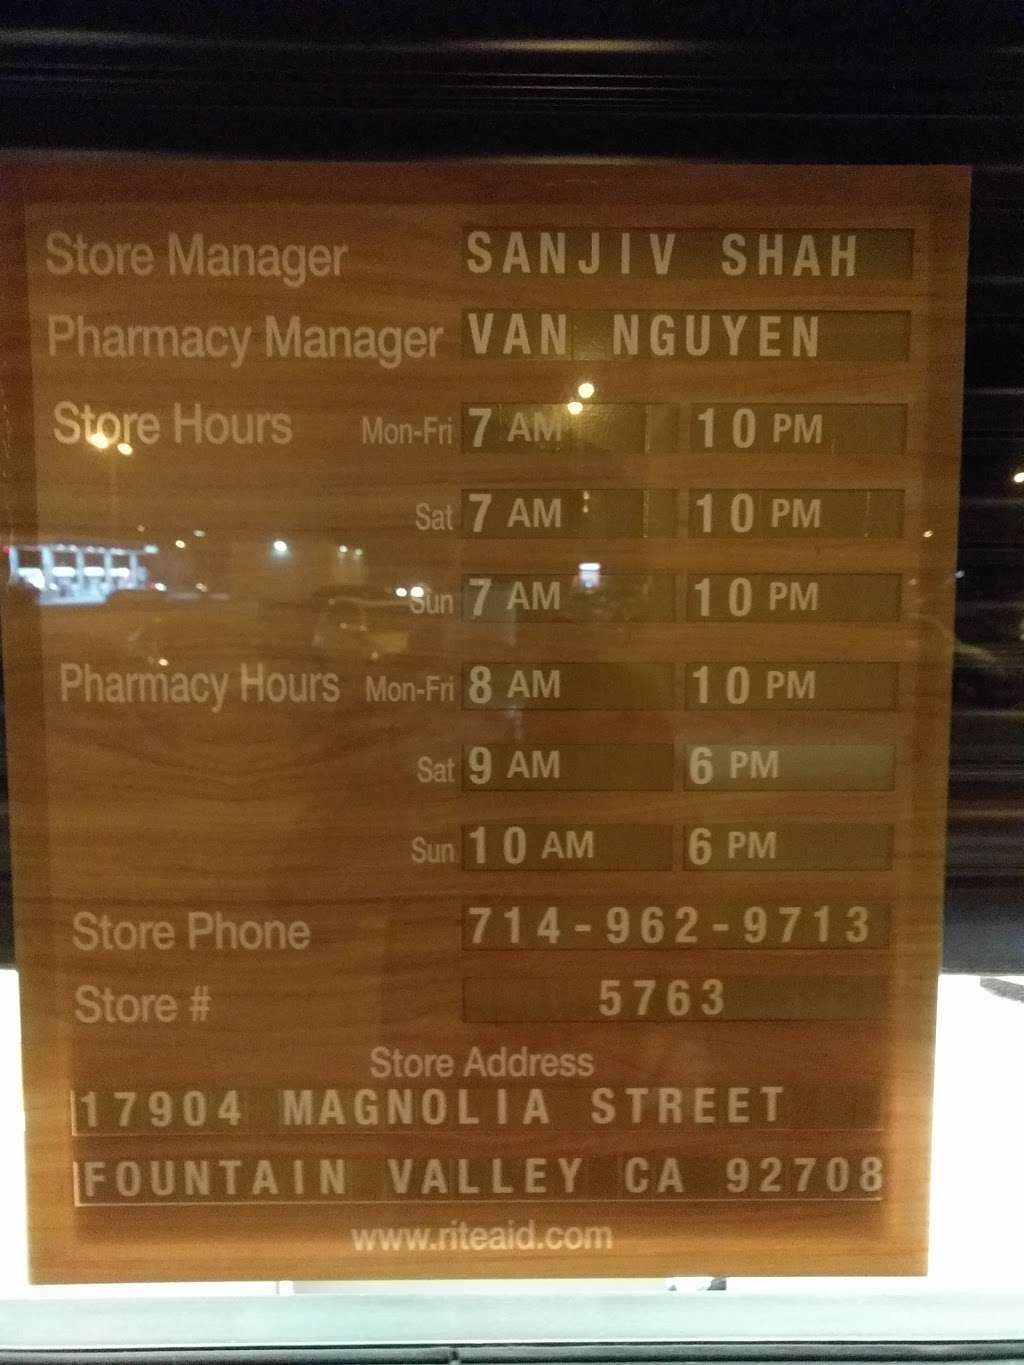 Store Manager SANJIV SHAH
Pharmacy Manager VAN NGUYEN
Store Hours Mon-Fri 7 AM 10 PM
Sat 7 AM 10 PM
Sun 7 AM 10 PM
Pharmacy Hours Mon-Fri 8 AM 10 PM
Sat 9 AM 6 PM
Sun 10 AM 6 PM
Store Phone 714-962-9713
Store # 5763
Store Address
17904 MAGNOLIA STREET
FOUNTAIN VALLEY CA 92708
www.riteaid.com